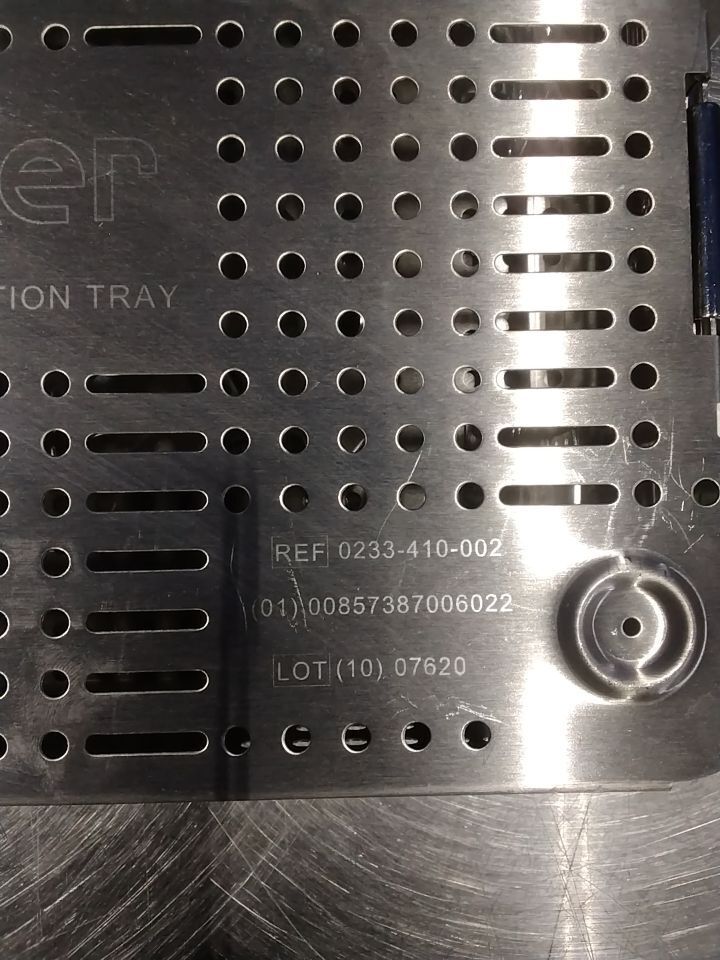 er
TION TRAY
REF 0233-410-002
(01) 00857387006022
LOT (10) 07620